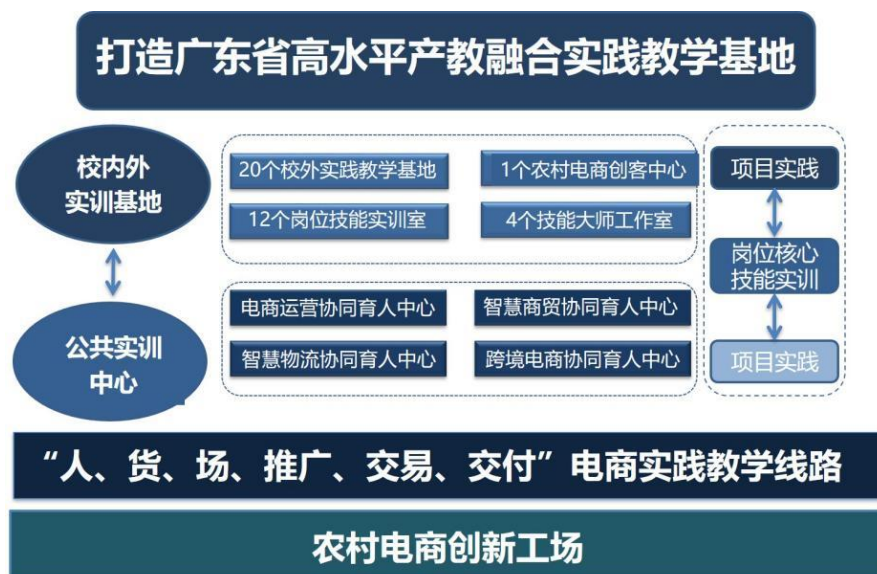 打造广东省高水平产教融合实践教学基地
校内外
实训基地
20个校外实践教学基地
1个农村电商创客中心
12个岗位技能实训室
4个技能大师工作室
项目实践
岗位核心
技能实训
项目实践
公共实训
中心
电商运营协同育人中心
智慧商贸协同育人中心
智慧物流协同育人中心
跨境电商协同育人中心
“人、货、场、推广、交易、交付”电商实践教学线路
农村电商创新工场